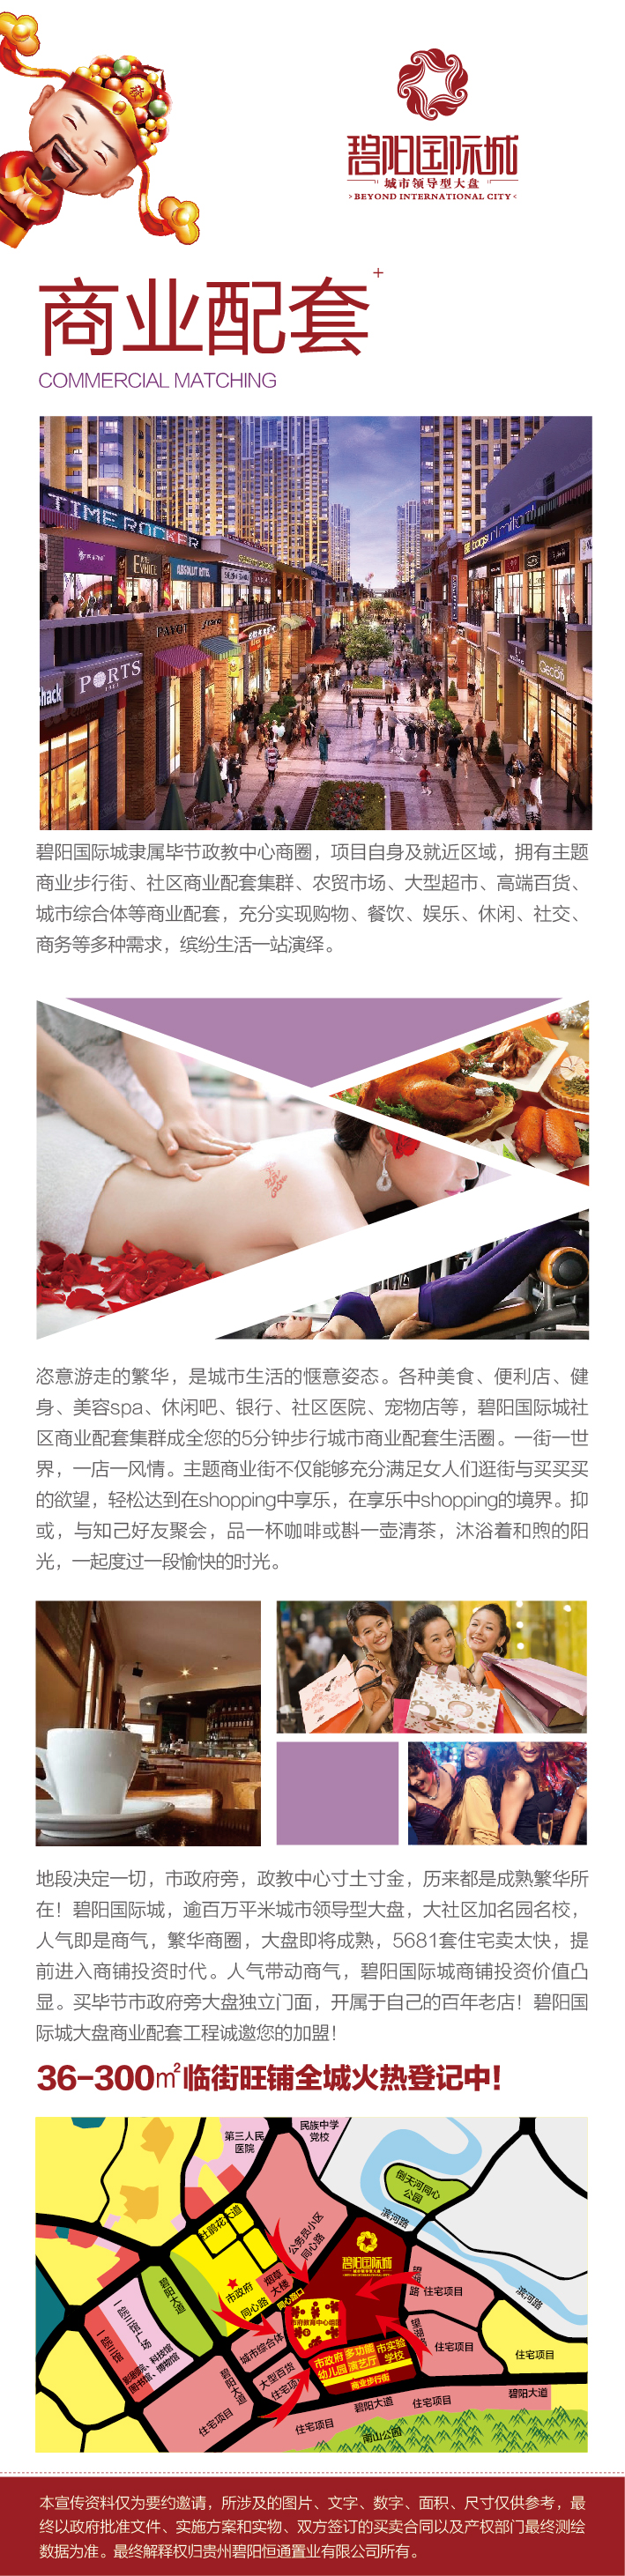 碧阳国际城
城市领导型大盘
BEYOND INTERNATIONAL CITY
商业配套
COMMERCIAL MATCHING
TIME ROCKER
PORTS
1961
碧阳国际城隶属毕节政教中心商圈，项目自身及就近区域，拥有主题
商业步行街、社区商业配套集群、农贸市场、大型超市、高端百货、
城市综合体等商业配套，充分实现购物、餐饮、娱乐、休闲、社交、
商务等多种需求，缤纷生活一站演绎。
恣意游走的繁华，是城市生活的惬意姿态。各种美食、便利店、健
身、美容spa、休闲吧、银行、社区医院、宠物店等，碧阳国际城社
区商业配套集群成全您的5分钟步行城市商业配套生活圈。一街一世
界，一店一风情。主题商业街不仅能够充分满足女人们逛街与买买买
的欲望，轻松达到在shopping中享乐，在享乐中shopping的境界。抑
或，与知己好友聚会，品一杯咖啡或斟一壶清茶，沐浴着和煦的阳
光，一起度过一段愉快的时光。
地段决定一切，市政府旁，政教中心寸土寸金，历来都是成熟繁华所
在！碧阳国际城，逾百万平米城市领导型大盘，大社区加名园名校，
人气即是商气，繁华商圈，大盘即将成熟，5681套住宅卖太快，提
前进入商铺投资时代。人气带动商气，碧阳国际城商铺投资价值凸
显。买毕节市政府旁大盘独立门面，开属于自己的百年老店！碧阳国
际城大盘商业配套工程诚邀您的加盟！
36-300㎡临街旺铺全城火热登记中！
第三人民
医院
民族中学
党校
倒天河同心
公园
滨河路
杜鹃花大道
公务员小区
同心路
碧阳国际城
碧阳大道
市政府
同心路
烟草
大楼
住宅项目
滨河路
一院三馆广场
一院三馆
影剧院、科技馆
图书馆、博物馆
城市综合体
大型百货
住宅项目
碧阳大道
市政府
幼儿园
多功能
演艺厅
市实验
学校
商业步行街
住宅项目
住宅项目
住宅项目
住宅项目
碧阳大道
住宅项目
碧阳大道
南山公园
本宣传资料仅为要约邀请，所涉及的图片、文字、数字、面积、尺寸仅供参考，最
终以政府批准文件、实施方案和实物、双方签订的买卖合同以及产权部门最终测绘
数据为准。最终解释权归贵州碧阳恒通置业有限公司所有。